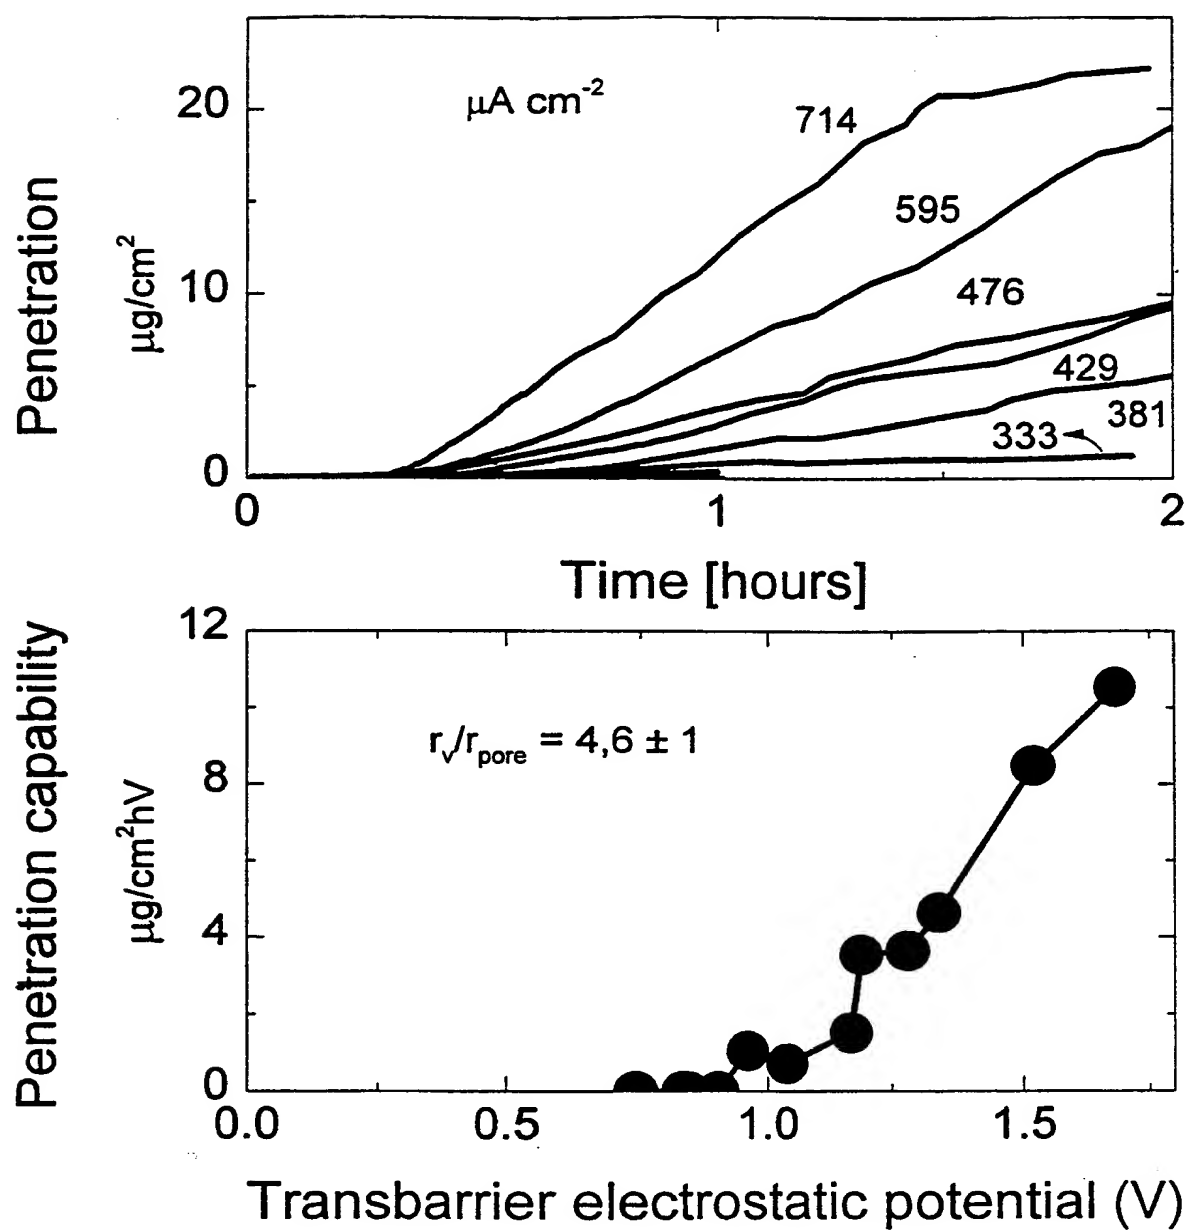 Penetration
μg/cm²
20
10
0
μA cm⁻²
714
595
476
429
381
333
0 1 2
Time [hours]
Penetration capability
μg/cm²hV
12
8
4
0
rᵥ/rpore = 4,6 ± 1
0.0 0.5 1.0 1.5
Transbarrier electrostatic potential (V)